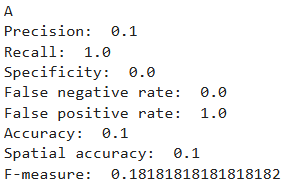 A
Precision:  0.1
Recall:  1.0
Specificity:  0.0
False negative rate:  0.0
False positive rate:  1.0
Accuracy:  0.1
Spatial accuracy:  0.1
F-measure:  0.18181818181818182